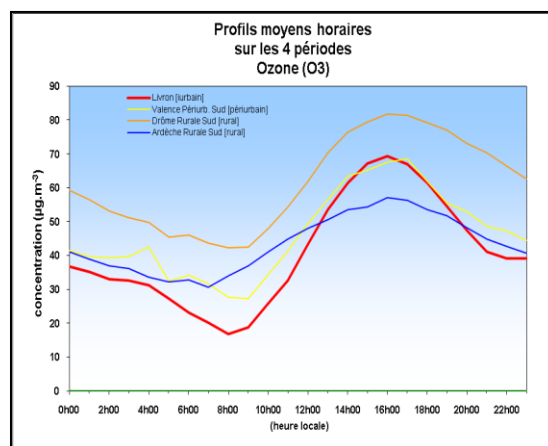 Profils moyens horaires
sur les 4 périodes
Ozone (O3)
concentration (µg.m-³)
90
80
70
60
50
40
30
20
10
0
Livron [iurbain]
Valence Périurb. Sud [périurbain]
Drôme Rurale Sud [rural]
Ardèche Rurale Sud [rural]
0h00 2h00 4h00 6h00 8h00 10h00 12h00 14h00 16h00 18h00 20h00 22h00
(heure locale)